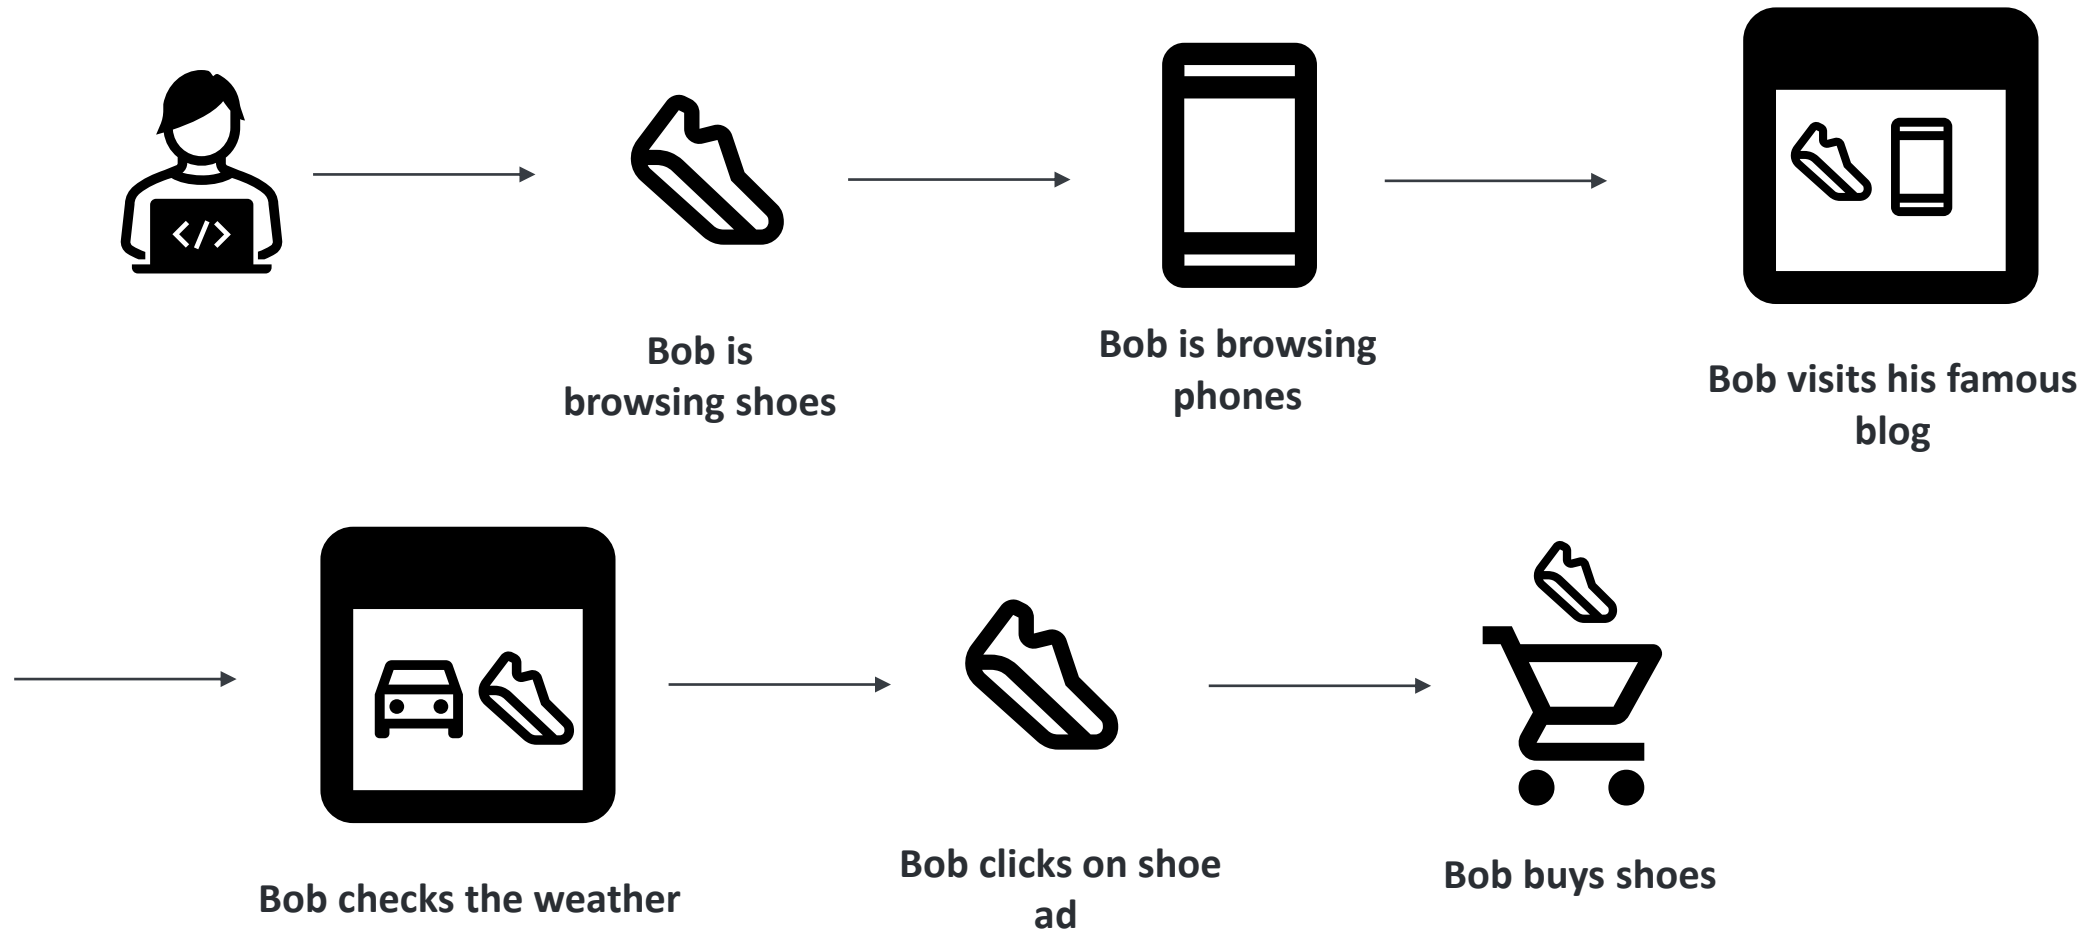 </>
Bob is
browsing shoes
Bob is browsing
phones
Bob visits his famous
blog
Bob checks the weather
Bob clicks on shoe
ad
Bob buys shoes